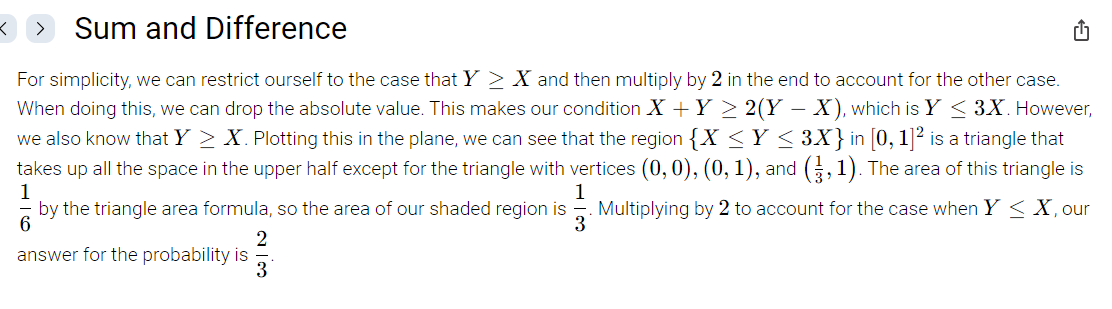 Sum and Difference
For simplicity, we can restrict ourself to the case that Y ≥ X and then multiply by 2 in the end to account for the other case.
When doing this, we can drop the absolute value. This makes our condition X + Y ≥ 2(Y − X), which is Y ≤ 3X. However,
we also know that Y ≥ X. Plotting this in the plane, we can see that the region {X ≤ Y ≤ 3X} in [0, 1]² is a triangle that
takes up all the space in the upper half except for the triangle with vertices (0, 0), (0, 1), and (1/3, 1). The area of this triangle is
1/6 by the triangle area formula, so the area of our shaded region is 1/3. Multiplying by 2 to account for the case when Y ≤ X, our
answer for the probability is 2/3.